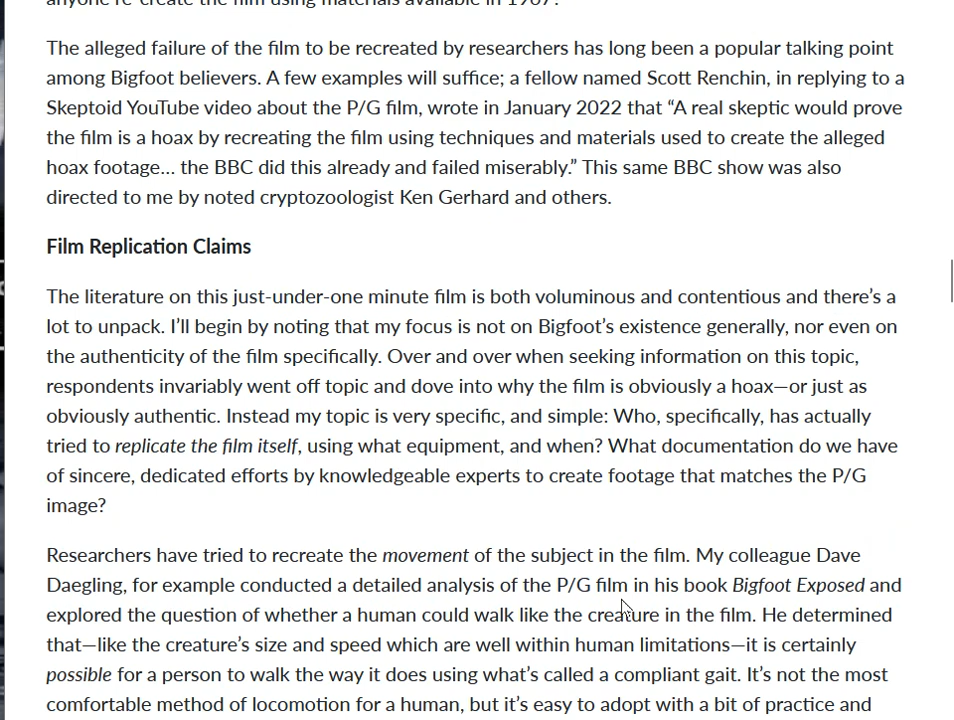 anyone re-create the film using materials available in 1967?
The alleged failure of the film to be recreated by researchers has long been a popular talking point
among Bigfoot believers. A few examples will suffice; a fellow named Scott Renchin, in replying to a
Skeptoid YouTube video about the P/G film, wrote in January 2022 that “A real skeptic would prove
the film is a hoax by recreating the film using techniques and materials used to create the alleged
hoax footage… the BBC did this already and failed miserably.” This same BBC show was also
directed to me by noted cryptozoologist Ken Gerhard and others.
Film Replication Claims
The literature on this just-under-one minute film is both voluminous and contentious and there’s a
lot to unpack. I’ll begin by noting that my focus is not on Bigfoot’s existence generally, nor even on
the authenticity of the film specifically. Over and over when seeking information on this topic,
respondents invariably went off topic and dove into why the film is obviously a hoax—or just as
obviously authentic. Instead my topic is very specific, and simple: Who, specifically, has actually
tried to replicate the film itself, using what equipment, and when? What documentation do we have
of sincere, dedicated efforts by knowledgeable experts to create footage that matches the P/G
image?
Researchers have tried to recreate the movement of the subject in the film. My colleague Dave
Daegling, for example conducted a detailed analysis of the P/G film in his book Bigfoot Exposed and
explored the question of whether a human could walk like the creature in the film. He determined
that—like the creature’s size and speed which are well within human limitations—it is certainly
possible for a person to walk the way it does using what’s called a compliant gait. It’s not the most
comfortable method of locomotion for a human, but it’s easy to adopt with a bit of practice and